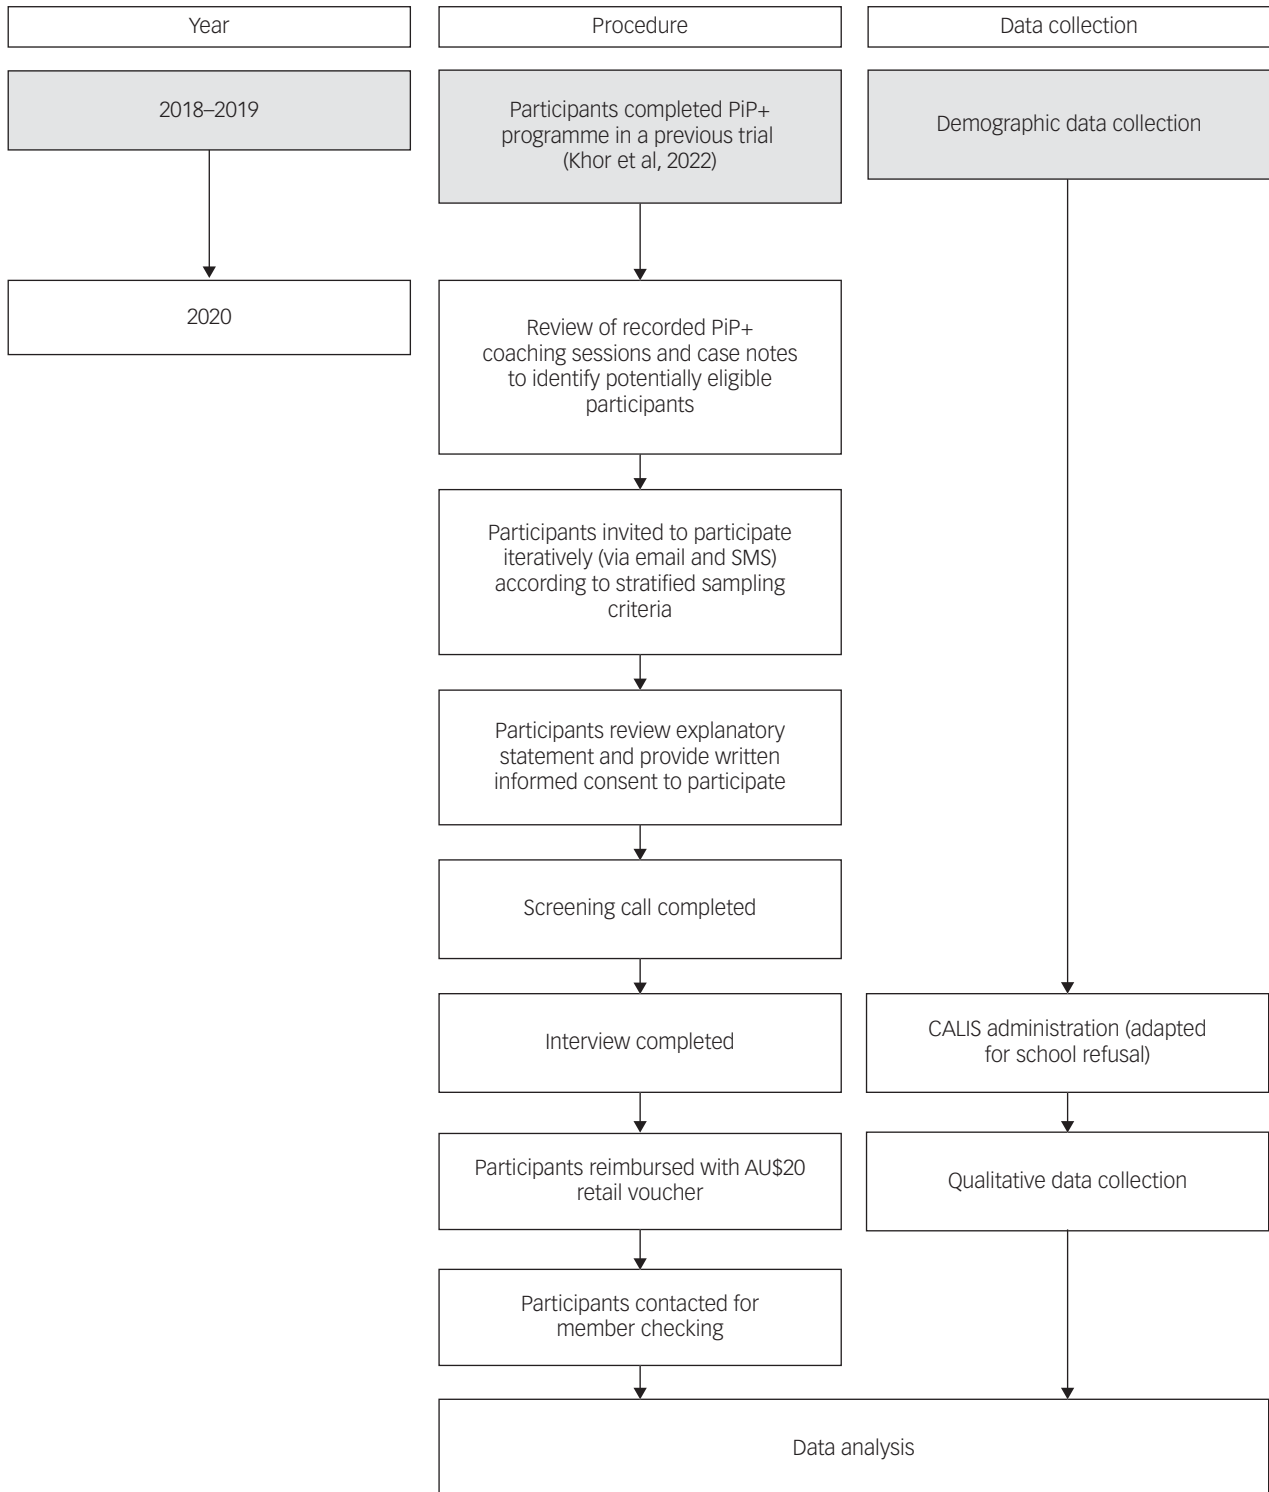 Year
Procedure
Data collection
2018–2019
Participants completed PiP+
programme in a previous trial
(Khor et al, 2022)
Demographic data collection
2020
Review of recorded PiP+
coaching sessions and case notes
to identify potentially eligible
participants
Participants invited to participate
iteratively (via email and SMS)
according to stratified sampling
criteria
Participants review explanatory
statement and provide written
informed consent to participate
Screening call completed
Interview completed
CALIS administration (adapted
for school refusal)
Participants reimbursed with AU$20
retail voucher
Qualitative data collection
Participants contacted for
member checking
Data analysis